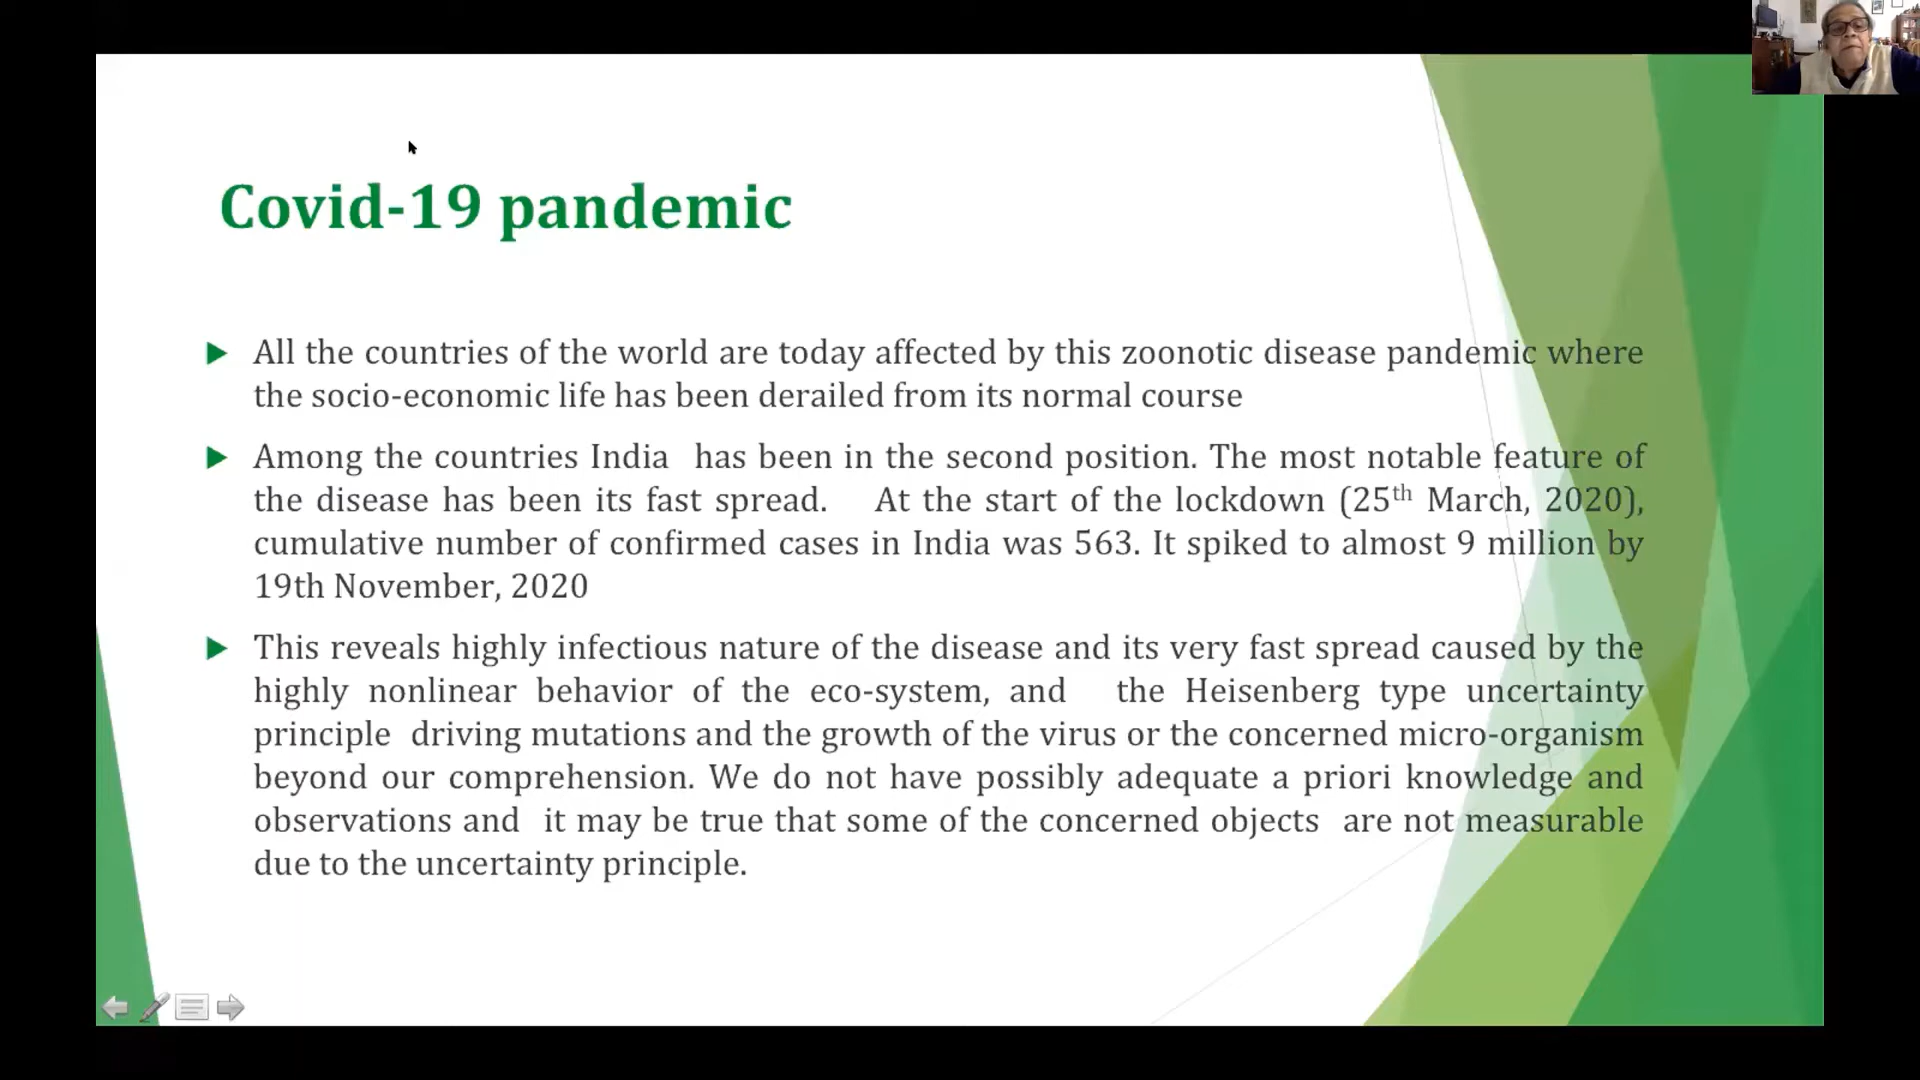 Covid-19 pandemic
All the countries of the world are today affected by this zoonotic disease pandemic where
the socio-economic life has been derailed from its normal course
Among the countries India has been in the second position. The most notable feature of
the disease has been its fast spread. At the start of the lockdown (25th March, 2020),
cumulative number of confirmed cases in India was 563. It spiked to almost 9 million by
19th November, 2020
This reveals highly infectious nature of the disease and its very fast spread caused by the
highly nonlinear behavior of the eco-system, and the Heisenberg type uncertainty
principle driving mutations and the growth of the virus or the concerned micro-organism
beyond our comprehension. We do not have possibly adequate a priori knowledge and
observations and it may be true that some of the concerned objects are not measurable
due to the uncertainty principle.